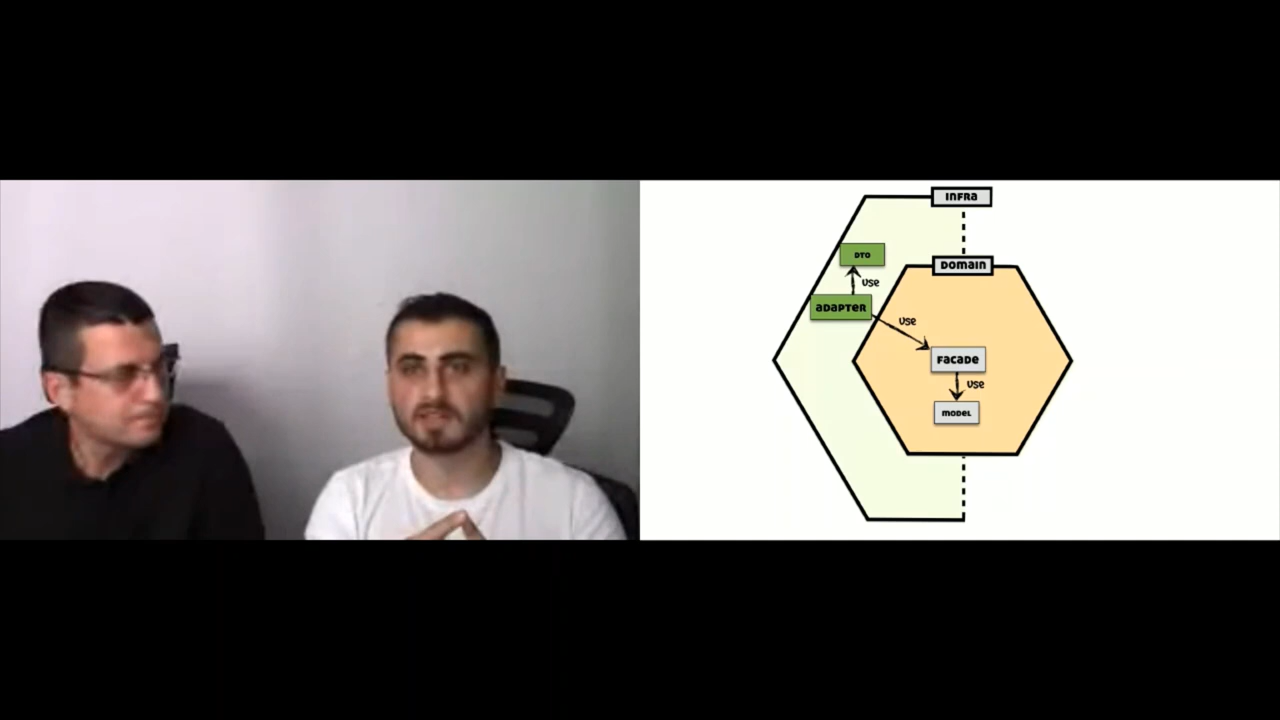 INFRA
DOMAIN
DTO
USE
ADAPTER
USE
FACADE
USE
MODEL